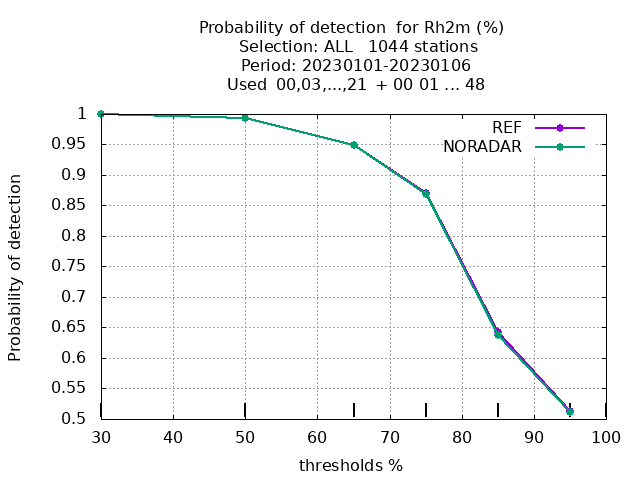 Probability of detection  for Rh2m (%)
Selection: ALL   1044 stations
Period: 20230101-20230106
Used  00,03,...,21  + 00 01 ... 48
REF
NORADAR
Probability of detection
1
0.95
0.9
0.85
0.8
0.75
0.7
0.65
0.6
0.55
0.5
30 40 50 60 70 80 90 100
thresholds %